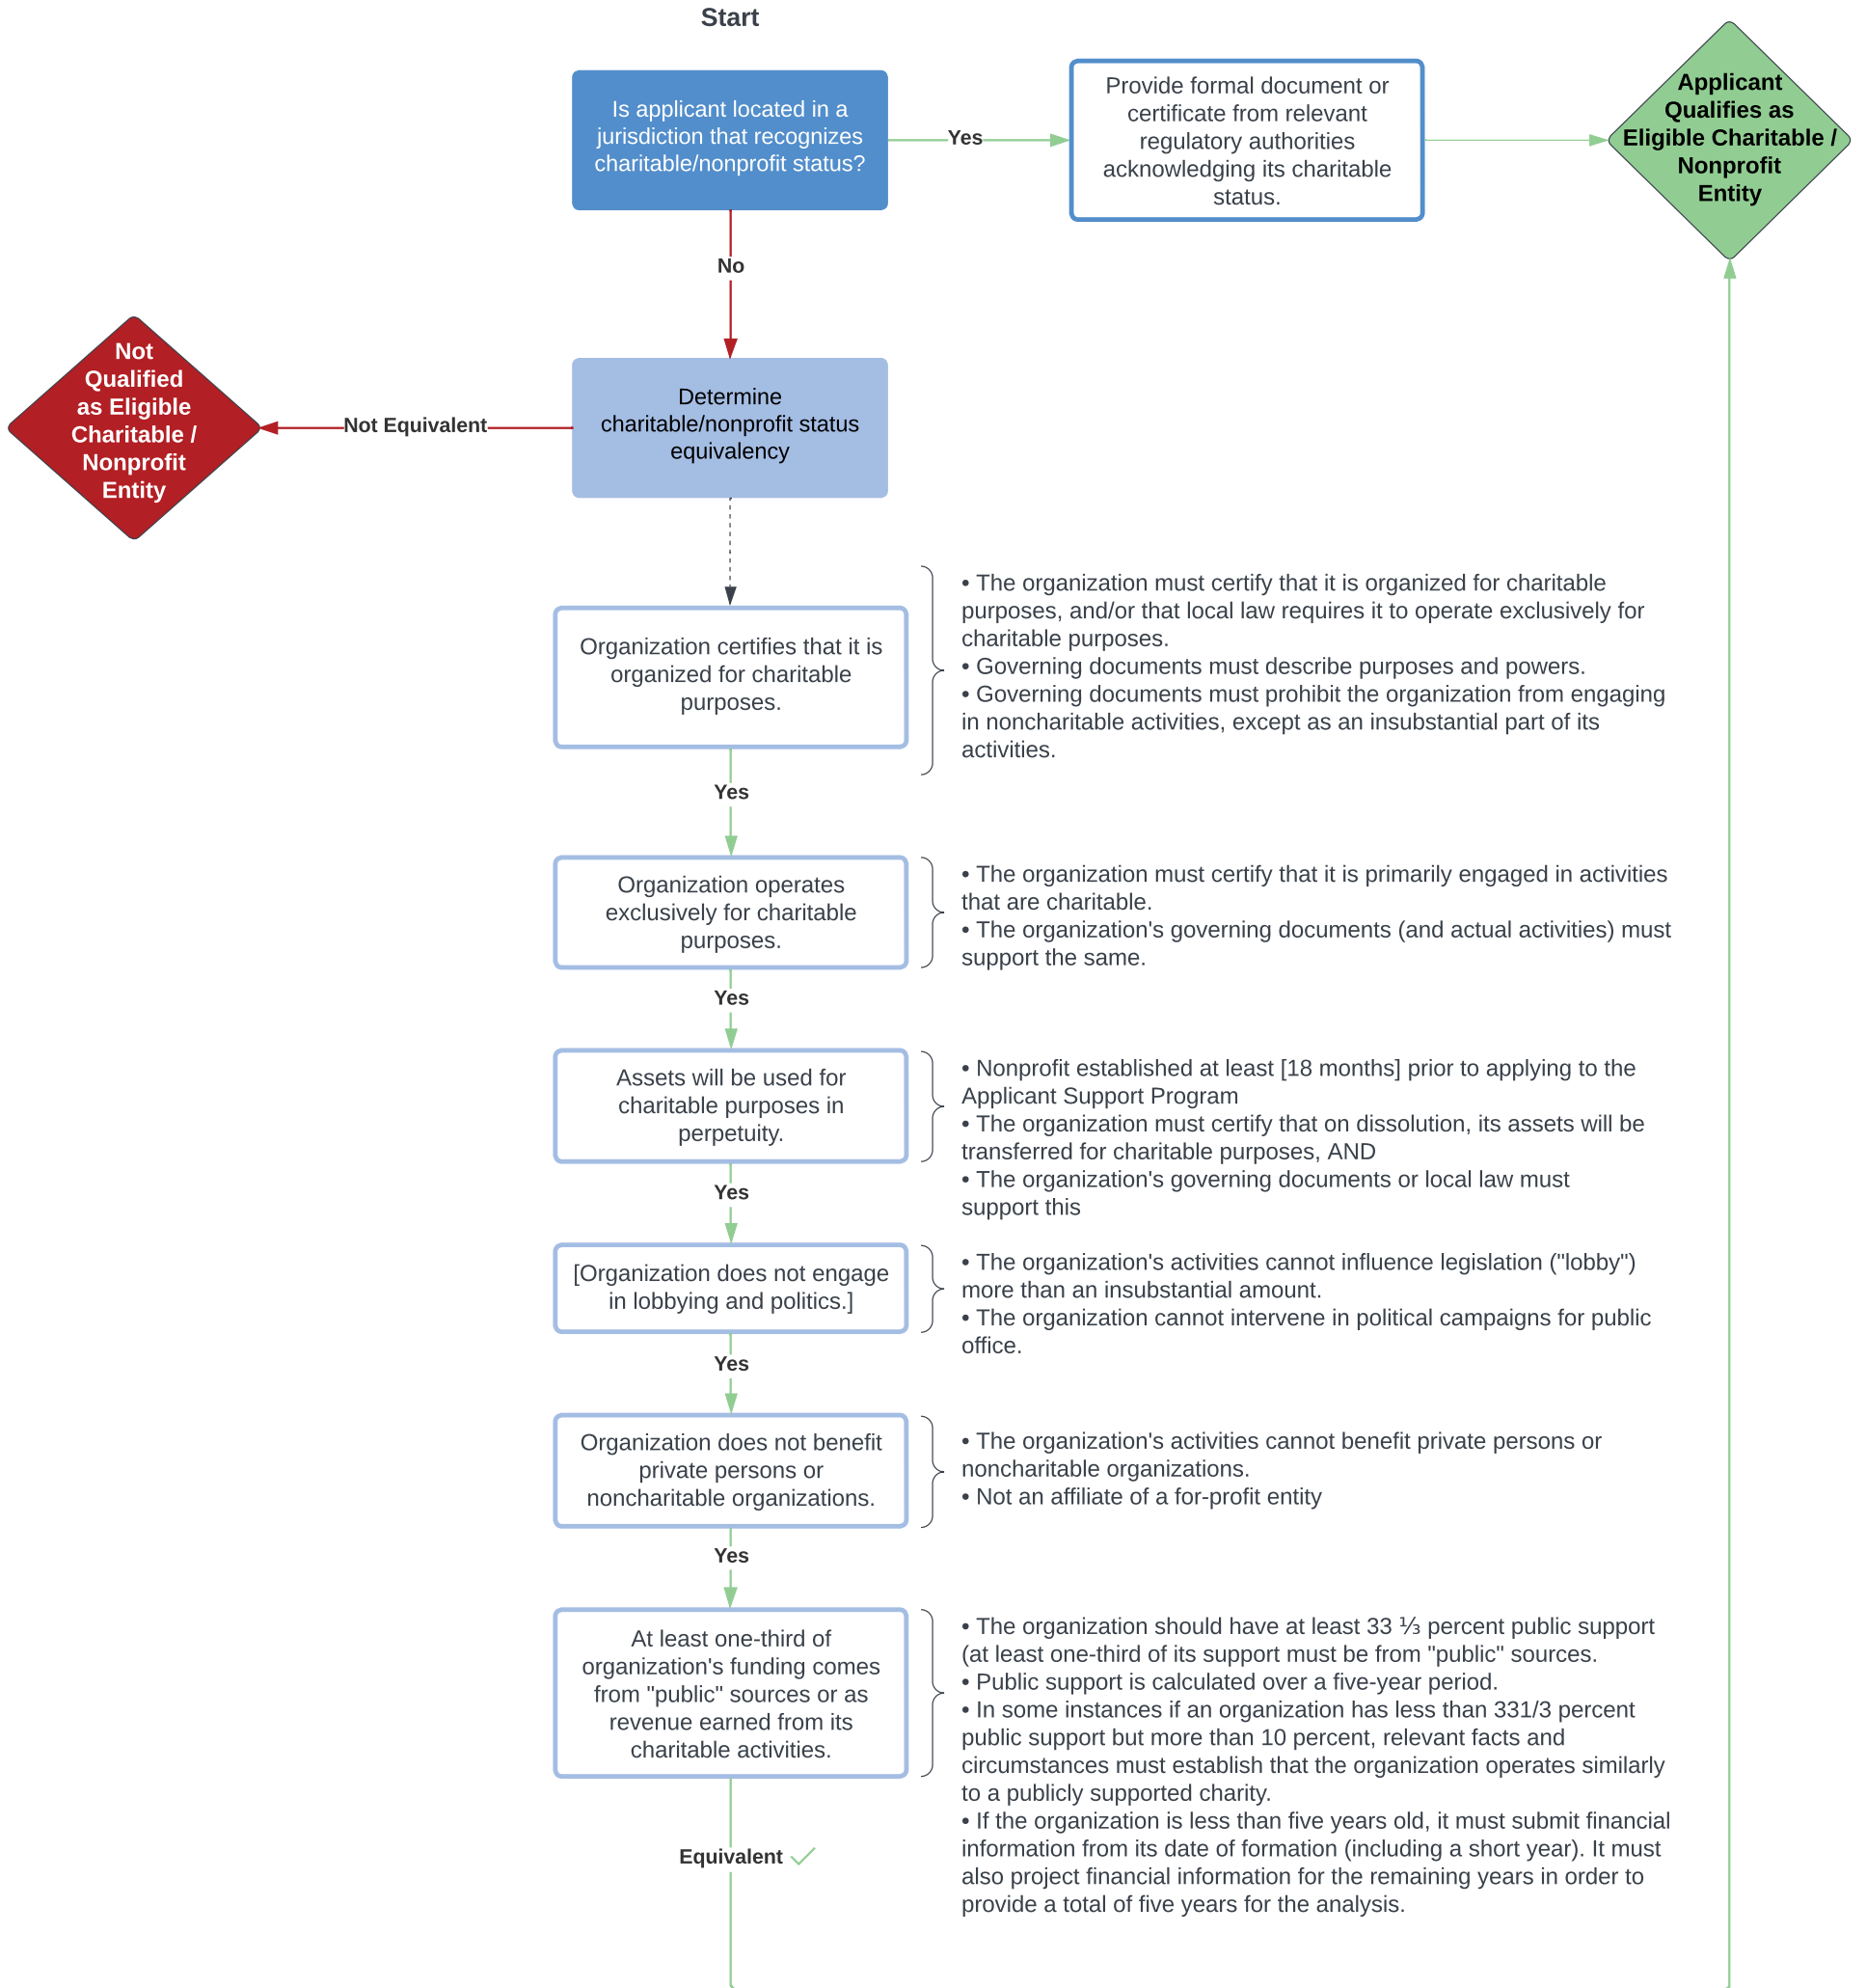 Start
Is applicant located in a
jurisdiction that recognizes
charitable/nonprofit status?
Yes
Provide formal document or
certificate from relevant
regulatory authorities
acknowledging its charitable
status.
Applicant
Qualifies as
Eligible Charitable /
Nonprofit
Entity
No
Not
Qualified
as Eligible
Charitable /
Nonprofit
Entity
Not Equivalent
Determine
charitable/nonprofit status
equivalency
Organization certifies that it is
organized for charitable
purposes.
• The organization must certify that it is organized for charitable
purposes, and/or that local law requires it to operate exclusively for
charitable purposes.
• Governing documents must describe purposes and powers.
• Governing documents must prohibit the organization from engaging
in noncharitable activities, except as an insubstantial part of its
activities.
Yes
Organization operates
exclusively for charitable
purposes.
• The organization must certify that it is primarily engaged in activities
that are charitable.
• The organization's governing documents (and actual activities) must
support the same.
Yes
Assets will be used for
charitable purposes in
perpetuity.
• Nonprofit established at least [18 months] prior to applying to the
Applicant Support Program
• The organization must certify that on dissolution, its assets will be
transferred for charitable purposes, AND
• The organization's governing documents or local law must
support this
Yes
[Organization does not engage
in lobbying and politics.]
• The organization's activities cannot influence legislation ("lobby")
more than an insubstantial amount.
• The organization cannot intervene in political campaigns for public
office.
Yes
Organization does not benefit
private persons or
noncharitable organizations.
• The organization's activities cannot benefit private persons or
noncharitable organizations.
• Not an affiliate of a for-profit entity
Yes
At least one-third of
organization's funding comes
from "public" sources or as
revenue earned from its
charitable activities.
• The organization should have at least 33 ⅓ percent public support
(at least one-third of its support must be from "public" sources.
• Public support is calculated over a five-year period.
• In some instances if an organization has less than 331/3 percent
public support but more than 10 percent, relevant facts and
circumstances must establish that the organization operates similarly
to a publicly supported charity.
• If the organization is less than five years old, it must submit financial
information from its date of formation (including a short year). It must
also project financial information for the remaining years in order to
provide a total of five years for the analysis.
Equivalent ✓